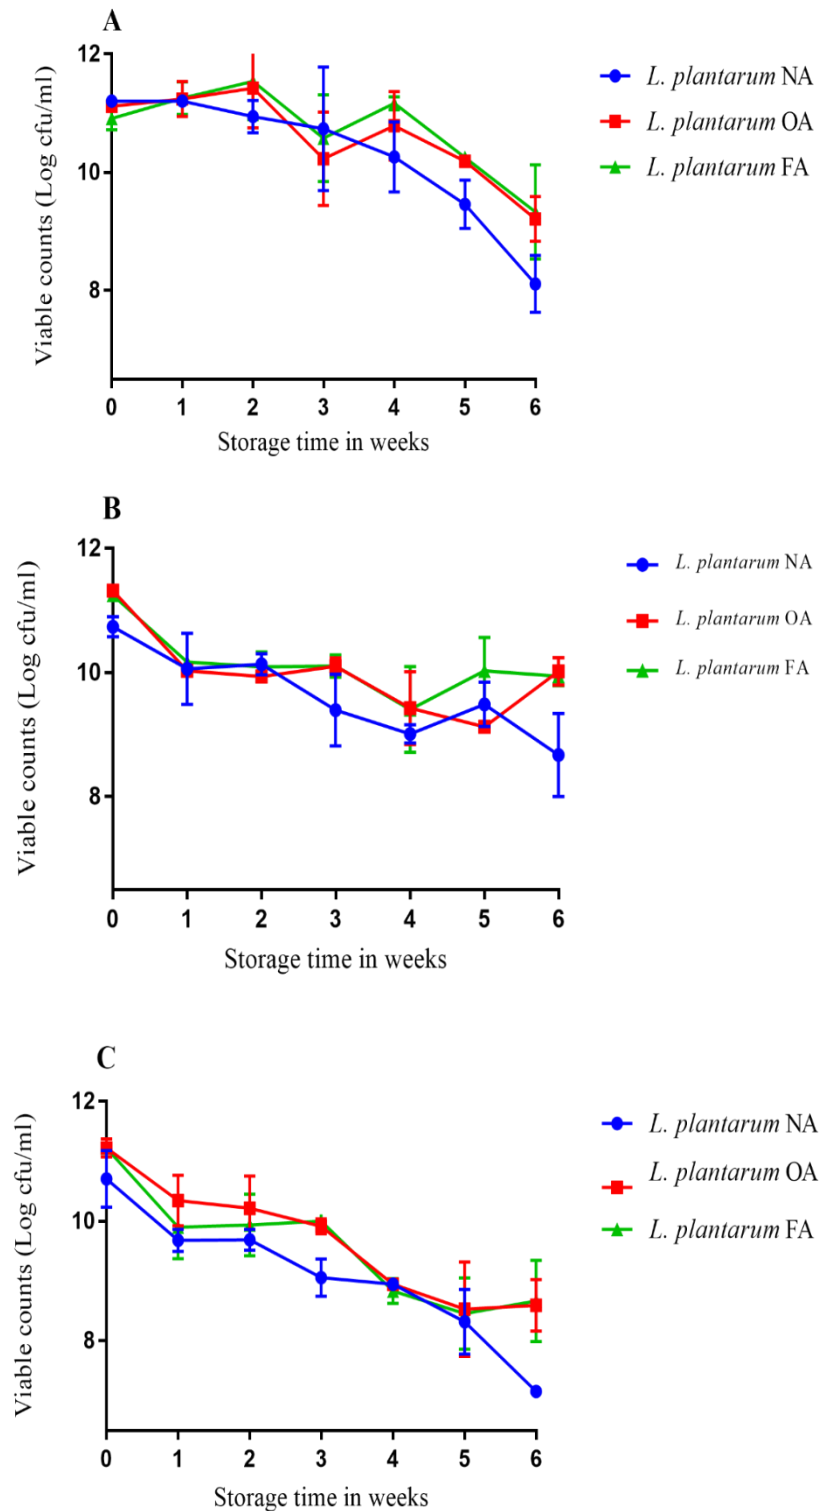 A
Viable counts (Log cfu/ml)
12
10
8
0 1 2 3 4 5 6
Storage time in weeks
L. plantarum NA
L. plantarum OA
L. plantarum FA
B
Viable counts (Log cfu/ml)
12
10
8
0 1 2 3 4 5 6
Storage time in weeks
L. plantarum NA
L. plantarum OA
L. plantarum FA
C
Viable counts (Log cfu/ml)
12
10
8
0 1 2 3 4 5 6
Storage time in weeks
L. plantarum NA
L. plantarum OA
L. plantarum FA